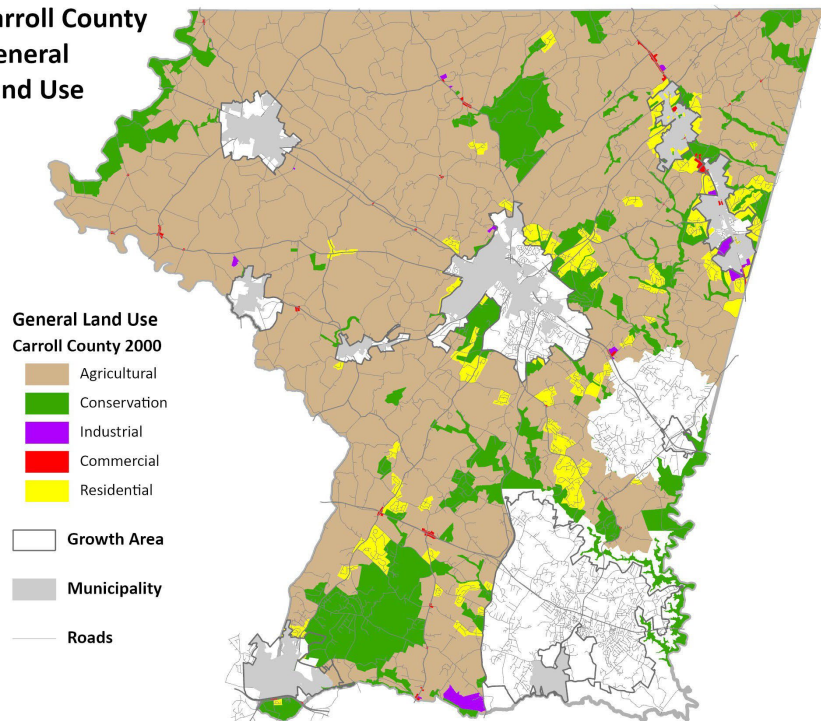 arroll County
eneral
nd Use
General Land Use
Carroll County 2000
Agricultural
Conservation
Industrial
Commercial
Residential
Growth Area
Municipality
Roads